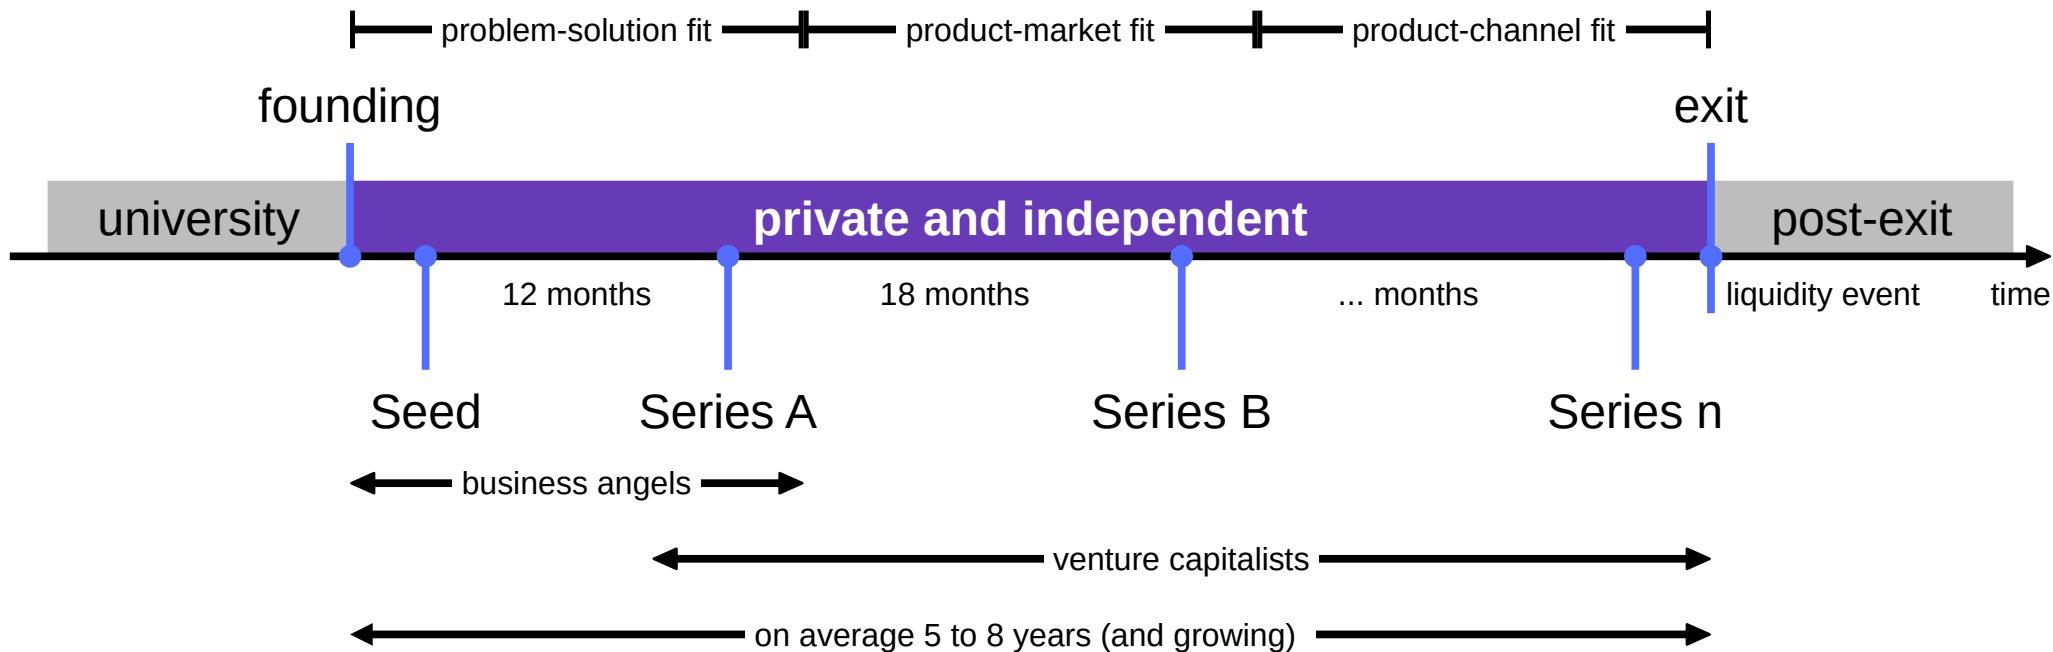 problem-solution fit
product-market fit
product-channel fit
founding
exit
university
private and independent
post-exit
12 months
18 months
... months
liquidity event
time
Seed
Series A
Series B
Series n
business angels
venture capitalists
on average 5 to 8 years (and growing)